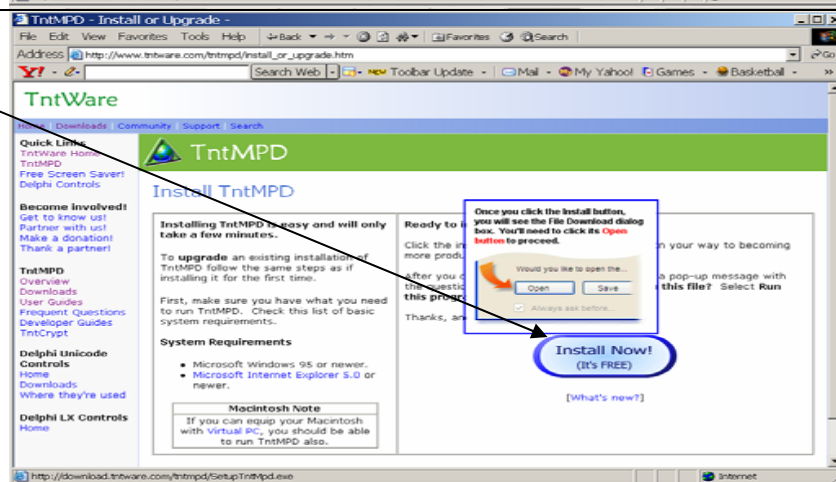 TntMPD - Install or Upgrade -
File Edit View Favorites Tools Help Back Favorites Search
Address http://www.tntware.com/tntmpd/install_or_upgrade.htm Go
Y! Search Web NEW Toolbar Update Mail My Yahoo! Games Basketball »
TntWare
Home Downloads Community Support Search
Quick Links
TntWare Home
TntMPD
Free Screen Saver!
Delphi Controls
Become involved!
Get to know us!
Partner with us!
Make a donation!
Thank a partner!
TntMPD
Overview
Downloads
User Guides
Frequent Questions
Developer Guides
TntCrypt
Delphi Unicode
Controls
Home
Downloads
Where they're used
Delphi LX Controls
Home
TntMPD
Install TntMPD
Installing TntMPD is easy and will only
take a few minutes.
To upgrade an existing installation of
TntMPD follow the same steps as if
installing it for the first time.
First, make sure you have what you need
to run TntMPD. Check this list of basic
system requirements.
System Requirements
• Microsoft Windows 95 or newer.
• Microsoft Internet Explorer 5.0 or
newer.
Macintosh Note
If you can equip your Macintosh
with Virtual PC, you should be able
to run TntMPD also.
Ready to
Click the in on your way to becoming
more produ
After you c a pop-up message with
the questio this file? Select Run
this progr
Thanks, an
Once you click the Install button,
you will see the File Download dialog
box. You'll need to click its Open
button to proceed.
Would you like to open the...
Open Save
Always ask before...
Install Now!
(It's FREE)
[What's new?]
http://download.tntware.com/tntmpd/SetupTntMpd.exe Internet